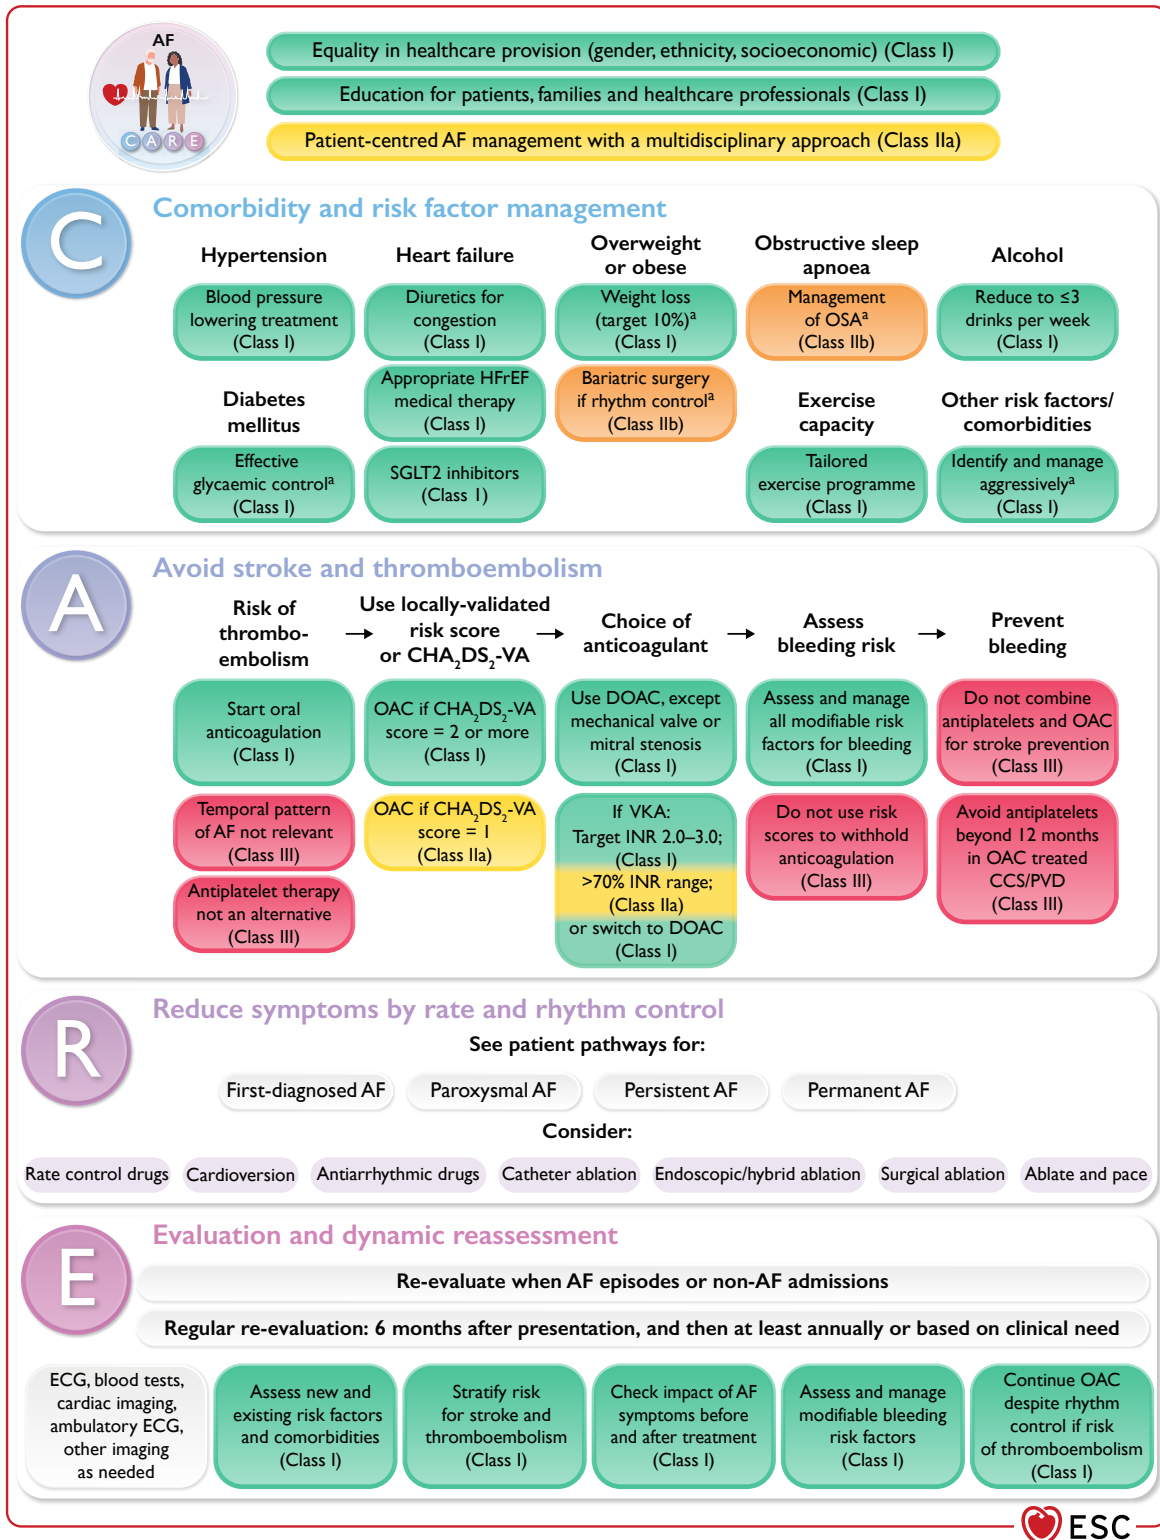 AF
C A R E
Equality in healthcare provision (gender, ethnicity, socioeconomic) (Class I)
Education for patients, families and healthcare professionals (Class I)
Patient-centred AF management with a multidisciplinary approach (Class IIa)
C
Comorbidity and risk factor management
Hypertension
Blood pressure
lowering treatment
(Class I)
Diabetes
mellitus
Effective
glycaemic controlᵃ
(Class I)
Heart failure
Diuretics for
congestion
(Class I)
Appropriate HFrEF
medical therapy
(Class I)
SGLT2 inhibitors
(Class 1)
Overweight
or obese
Weight loss
(target 10%)ᵃ
(Class I)
Bariatric surgery
if rhythm controlᵃ
(Class IIb)
Obstructive sleep
apnoea
Management
of OSAᵃ
(Class IIb)
Exercise
capacity
Tailored
exercise programme
(Class I)
Alcohol
Reduce to ≤3
drinks per week
(Class I)
Other risk factors/
comorbidities
Identify and manage
aggressivelyᵃ
(Class I)
A
Avoid stroke and thromboembolism
Risk of
thrombo-
embolism
Start oral
anticoagulation
(Class I)
Temporal pattern
of AF not relevant
(Class III)
Antiplatelet therapy
not an alternative
(Class III)
Use locally-validated
risk score
or CHA₂DS₂-VA
OAC if CHA₂DS₂-VA
score = 2 or more
(Class I)
OAC if CHA₂DS₂-VA
score = 1
(Class IIa)
Choice of
anticoagulant
Use DOAC, except
mechanical valve or
mitral stenosis
(Class I)
If VKA:
Target INR 2.0–3.0;
(Class I)
>70% INR range;
(Class IIa)
or switch to DOAC
(Class I)
Assess
bleeding risk
Assess and manage
all modifiable risk
factors for bleeding
(Class I)
Do not use risk
scores to withhold
anticoagulation
(Class III)
Prevent
bleeding
Do not combine
antiplatelets and OAC
for stroke prevention
(Class III)
Avoid antiplatelets
beyond 12 months
in OAC treated
CCS/PVD
(Class III)
R
Reduce symptoms by rate and rhythm control
See patient pathways for:
First-diagnosed AF
Paroxysmal AF
Persistent AF
Permanent AF
Consider:
Rate control drugs
Cardioversion
Antiarrhythmic drugs
Catheter ablation
Endoscopic/hybrid ablation
Surgical ablation
Ablate and pace
E
Evaluation and dynamic reassessment
Re-evaluate when AF episodes or non-AF admissions
Regular re-evaluation: 6 months after presentation, and then at least annually or based on clinical need
ECG, blood tests,
cardiac imaging,
ambulatory ECG,
other imaging
as needed
Assess new and
existing risk factors
and comorbidities
(Class I)
Stratify risk
for stroke and
thromboembolism
(Class I)
Check impact of AF
symptoms before
and after treatment
(Class I)
Assess and manage
modifiable bleeding
risk factors
(Class I)
Continue OAC
despite rhythm
control if risk
of thromboembolism
(Class I)
ESC